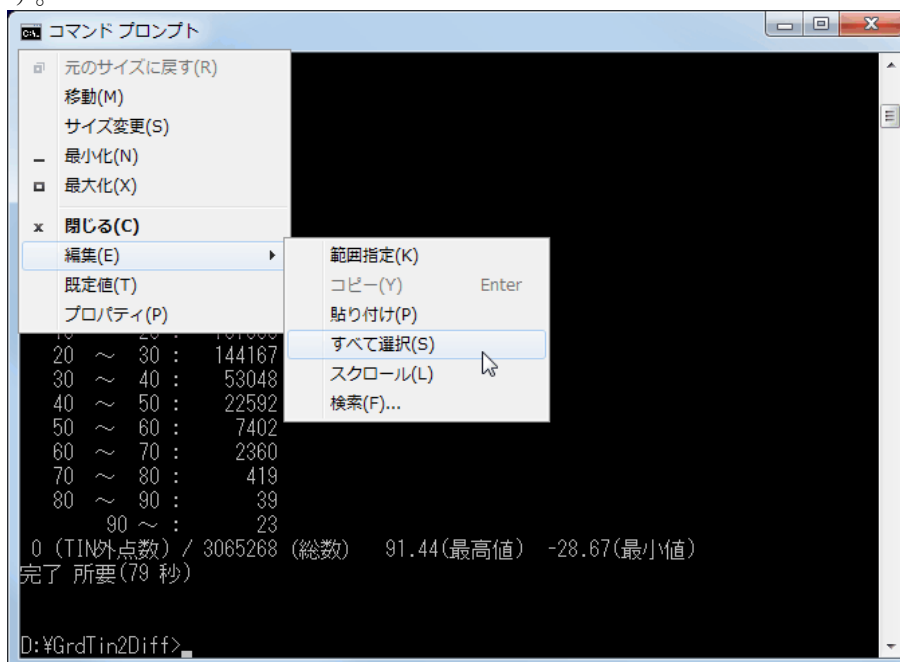 す。
コマンド プロンプト
元のサイズに戻す(R)
移動(M)
サイズ変更(S)
最小化(N)
最大化(X)
閉じる(C)
編集(E)
既定値(T)
プロパティ(P)
範囲指定(K)
コピー(Y) Enter
貼り付け(P)
すべて選択(S)
スクロール(L)
検索(F)...
20 ～ 30 : 144167
30 ～ 40 : 53048
40 ～ 50 : 22592
50 ～ 60 : 7402
60 ～ 70 : 2360
70 ～ 80 : 419
80 ～ 90 : 39
90 ～ : 23
0 (TIN外点数) / 3065268 (総数) 91.44(最高値) -28.67(最小値)
完了 所要(79 秒)
D:¥GrdTin2Diff>